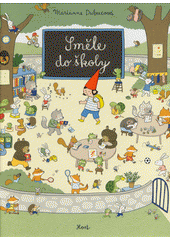 Marianne Dubucová
Směle
do školy
Host